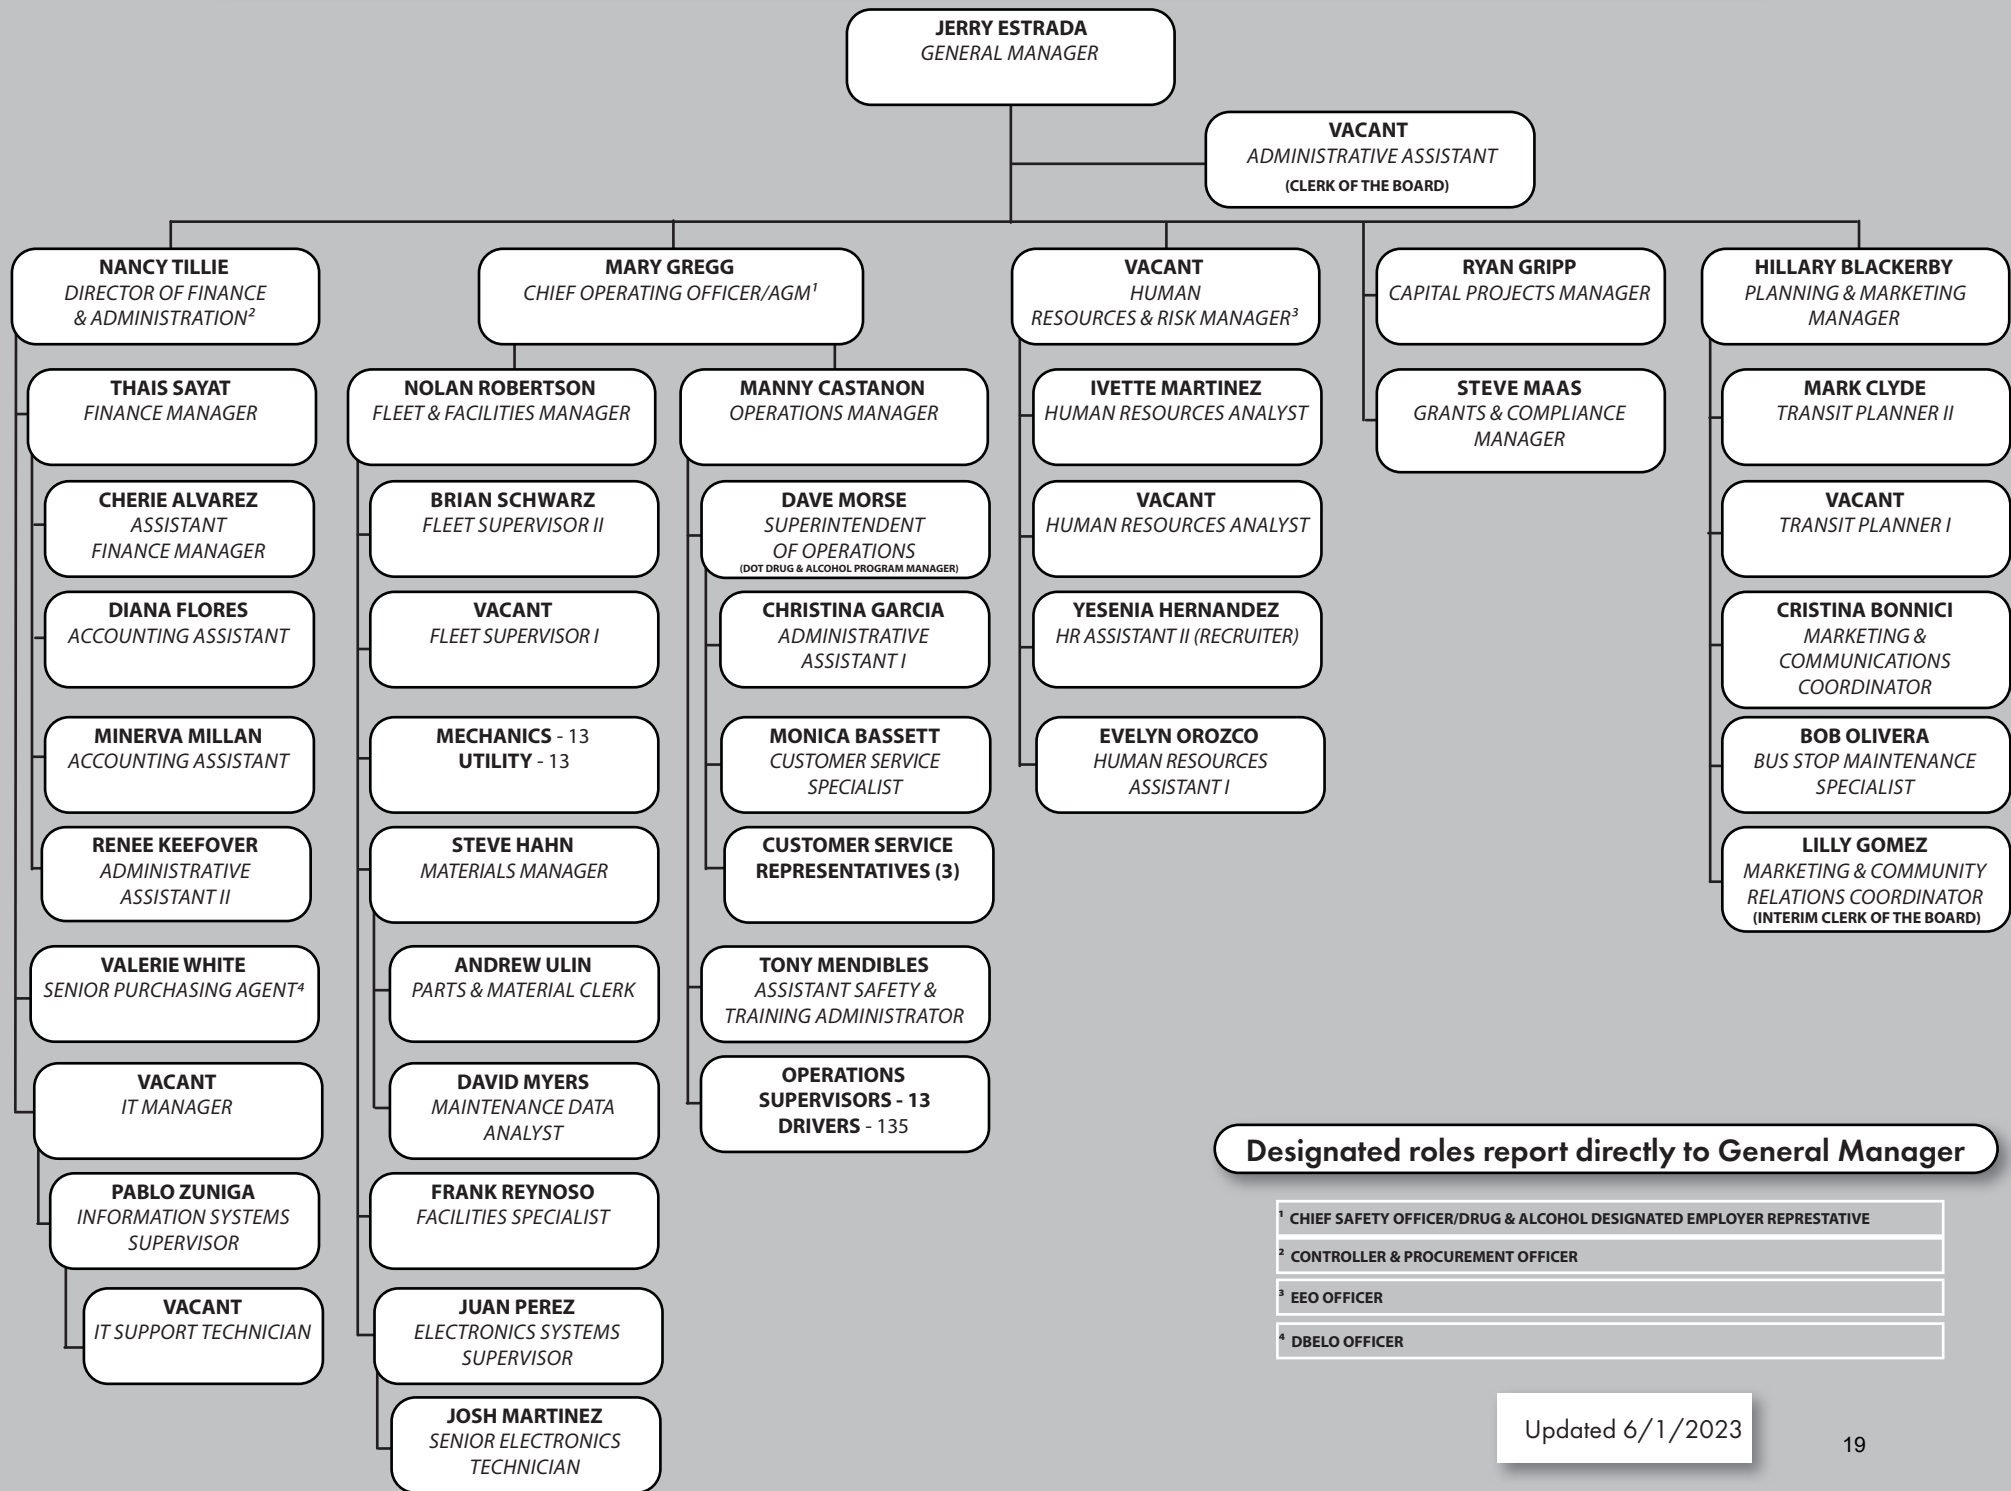 JERRY ESTRADA
GENERAL MANAGER
VACANT
ADMINISTRATIVE ASSISTANT
(CLERK OF THE BOARD)
NANCY TILLIE
DIRECTOR OF FINANCE
& ADMINISTRATION²
THAIS SAYAT
FINANCE MANAGER
CHERIE ALVAREZ
ASSISTANT
FINANCE MANAGER
DIANA FLORES
ACCOUNTING ASSISTANT
MINERVA MILLAN
ACCOUNTING ASSISTANT
RENEE KEEFOVER
ADMINISTRATIVE
ASSISTANT II
VALERIE WHITE
SENIOR PURCHASING AGENT⁴
VACANT
IT MANAGER
PABLO ZUNIGA
INFORMATION SYSTEMS
SUPERVISOR
VACANT
IT SUPPORT TECHNICIAN
MARY GREGG
CHIEF OPERATING OFFICER/AGM¹
NOLAN ROBERTSON
FLEET & FACILITIES MANAGER
BRIAN SCHWARZ
FLEET SUPERVISOR II
VACANT
FLEET SUPERVISOR I
MECHANICS - 13
UTILITY - 13
STEVE HAHN
MATERIALS MANAGER
ANDREW ULIN
PARTS & MATERIAL CLERK
DAVID MYERS
MAINTENANCE DATA
ANALYST
FRANK REYNOSO
FACILITIES SPECIALIST
JUAN PEREZ
ELECTRONICS SYSTEMS
SUPERVISOR
JOSH MARTINEZ
SENIOR ELECTRONICS
TECHNICIAN
MANNY CASTANON
OPERATIONS MANAGER
DAVE MORSE
SUPERINTENDENT
OF OPERATIONS
(DOT DRUG & ALCOHOL PROGRAM MANAGER)
CHRISTINA GARCIA
ADMINISTRATIVE
ASSISTANT I
MONICA BASSETT
CUSTOMER SERVICE
SPECIALIST
CUSTOMER SERVICE
REPRESENTATIVES (3)
TONY MENDIBLES
ASSISTANT SAFETY &
TRAINING ADMINISTRATOR
OPERATIONS
SUPERVISORS - 13
DRIVERS - 135
VACANT
HUMAN
RESOURCES & RISK MANAGER³
IVETTE MARTINEZ
HUMAN RESOURCES ANALYST
VACANT
HUMAN RESOURCES ANALYST
YESENIA HERNANDEZ
HR ASSISTANT II (RECRUITER)
EVELYN OROZCO
HUMAN RESOURCES
ASSISTANT I
RYAN GRIPP
CAPITAL PROJECTS MANAGER
STEVE MAAS
GRANTS & COMPLIANCE
MANAGER
HILLARY BLACKERBY
PLANNING & MARKETING
MANAGER
MARK CLYDE
TRANSIT PLANNER II
VACANT
TRANSIT PLANNER I
CRISTINA BONNICI
MARKETING &
COMMUNICATIONS
COORDINATOR
BOB OLIVERA
BUS STOP MAINTENANCE
SPECIALIST
LILLY GOMEZ
MARKETING & COMMUNITY
RELATIONS COORDINATOR
(INTERIM CLERK OF THE BOARD)
Designated roles report directly to General Manager
¹ CHIEF SAFETY OFFICER/DRUG & ALCOHOL DESIGNATED EMPLOYER REPRESTATIVE
² CONTROLLER & PROCUREMENT OFFICER
³ EEO OFFICER
⁴ DBELO OFFICER
Updated 6/1/2023
19